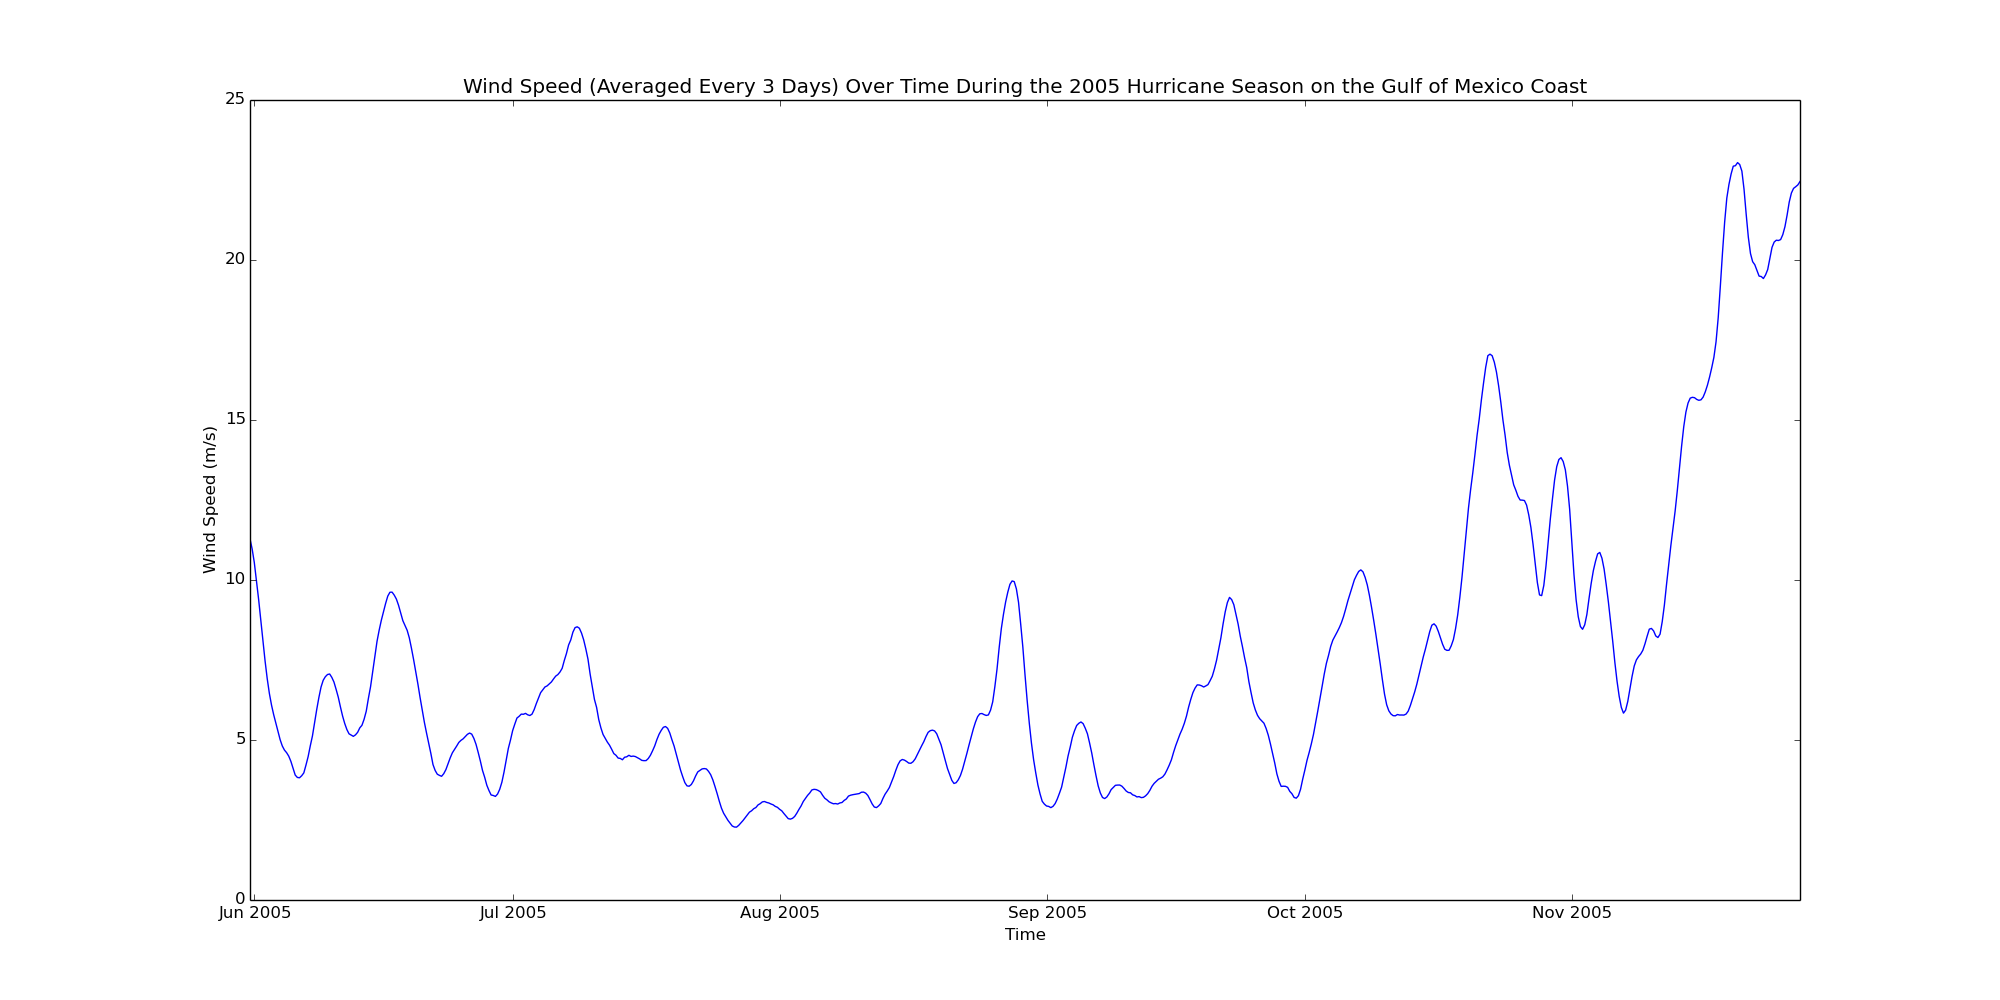 Wind Speed (Averaged Every 3 Days) Over Time During the 2005 Hurricane Season on the Gulf of Mexico Coast
25
20
15
10
5
0
Wind Speed (m/s)
Jun 2005 Jul 2005 Aug 2005 Sep 2005 Oct 2005 Nov 2005
Time